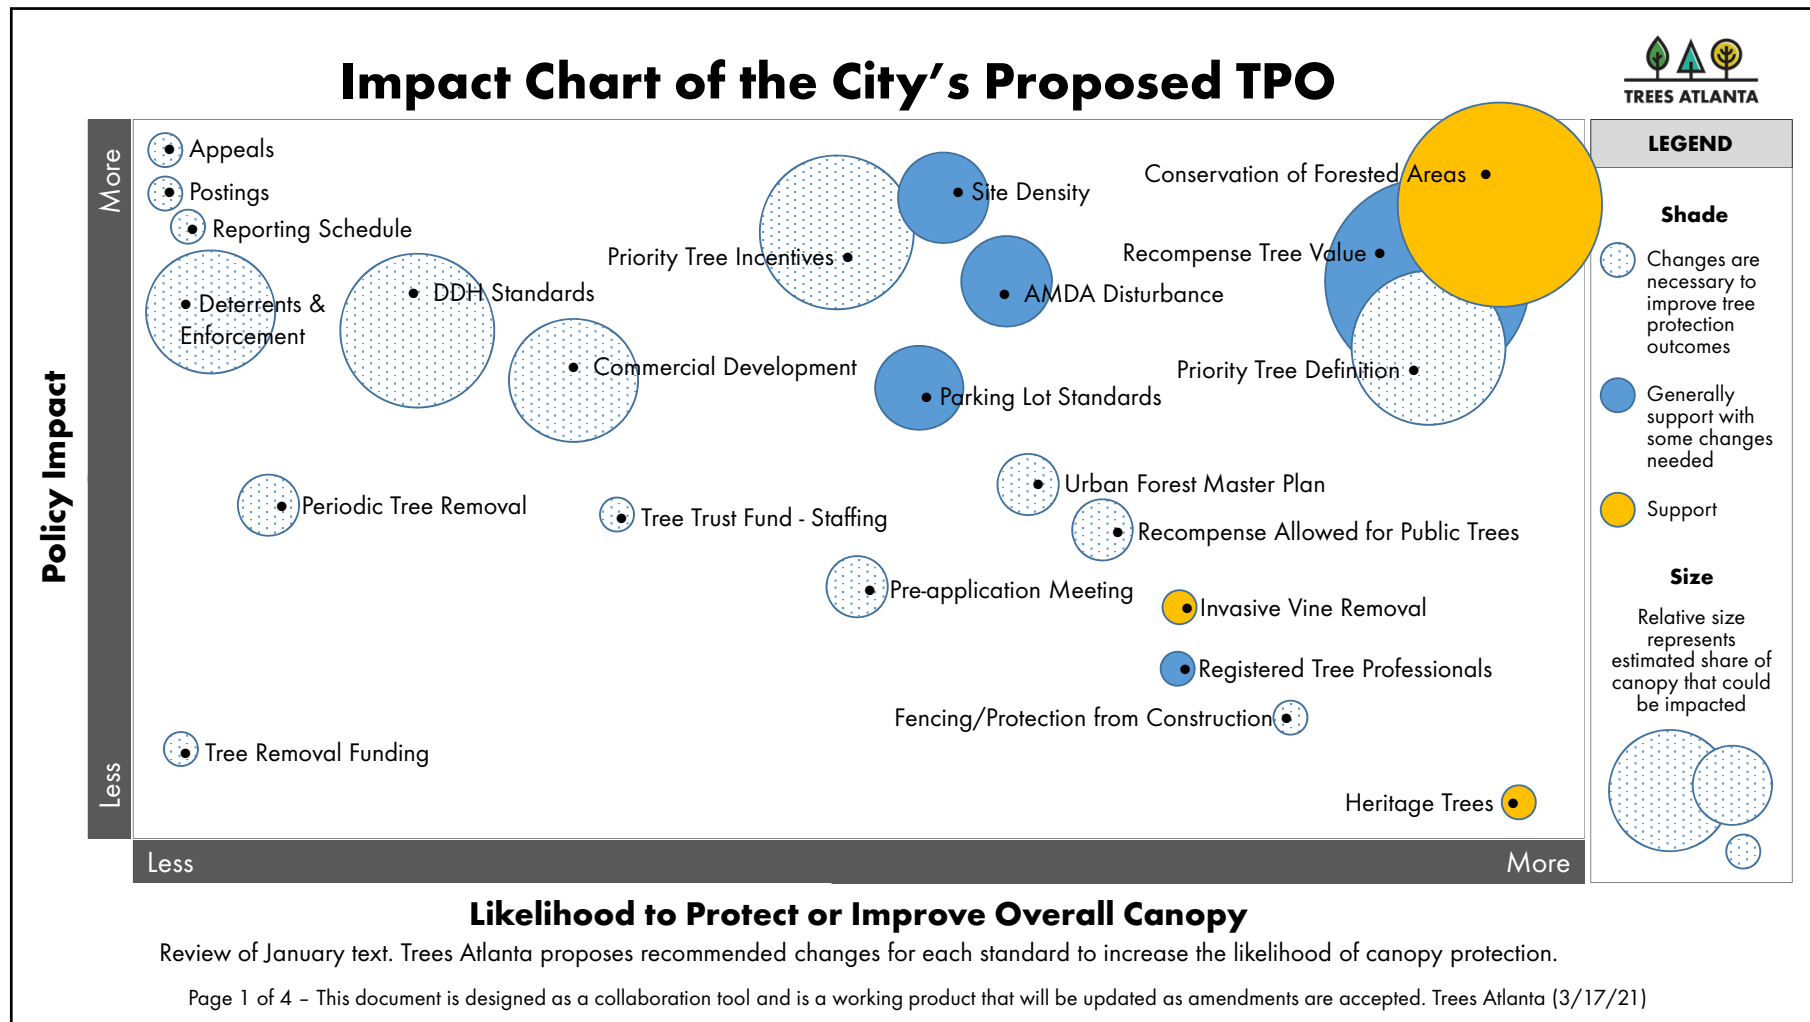 Impact Chart of the City's Proposed TPO
TREES ATLANTA
More
Less
Policy Impact
Appeals
Postings
Reporting Schedule
Deterrents &
Enforcement
DDH Standards
Commercial Development
Priority Tree Incentives
Site Density
AMDA Disturbance
Parking Lot Standards
Conservation of Forested Areas
Recompense Tree Value
Priority Tree Definition
Periodic Tree Removal
Tree Trust Fund - Staffing
Urban Forest Master Plan
Recompense Allowed for Public Trees
Pre-application Meeting
Invasive Vine Removal
Registered Tree Professionals
Fencing/Protection from Construction
Tree Removal Funding
Heritage Trees
Less
More
Likelihood to Protect or Improve Overall Canopy
LEGEND
Shade
Changes are
necessary to
improve tree
protection
outcomes
Generally
support with
some changes
needed
Support
Size
Relative size
represents
estimated share of
canopy that could
be impacted
Review of January text. Trees Atlanta proposes recommended changes for each standard to increase the likelihood of canopy protection.
Page 1 of 4 – This document is designed as a collaboration tool and is a working product that will be updated as amendments are accepted. Trees Atlanta (3/17/21)